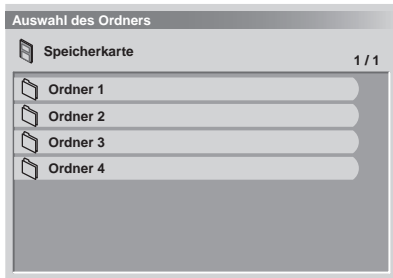 Auswahl des Ordners
Speicherkarte
1 / 1
Ordner 1
Ordner 2
Ordner 3
Ordner 4